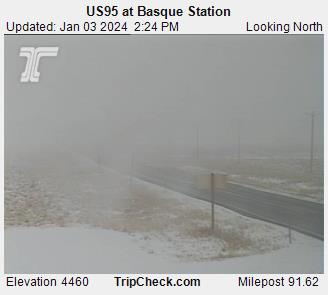 US95 at Basque Station
Updated: Jan 03 2024 2:24 PM Looking North
Elevation 4460 TripCheck.com Milepost 91.62